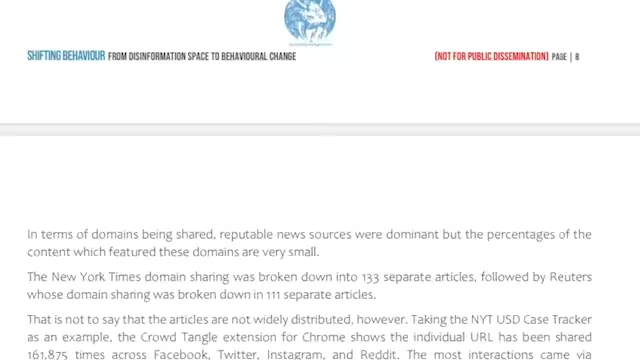 SHIFTING BEHAVIOUR FROM DISINFORMATION SPACE TO BEHAVIOURAL CHANGE (NOT FOR PUBLIC DISSEMINATION) PAGE | 8
In terms of domains being shared, reputable news sources were dominant but the percentages of the
content which featured these domains are very small.
The New York Times domain sharing was broken down into 133 separate articles, followed by Reuters
whose domain sharing was broken down in 111 separate articles.
That is not to say that the articles are not widely distributed, however. Taking the NYT USD Case Tracker
as an example, the Crowd Tangle extension for Chrome shows the individual URL has been shared
161,875 times across Facebook, Twitter, Instagram, and Reddit. The most interactions came via